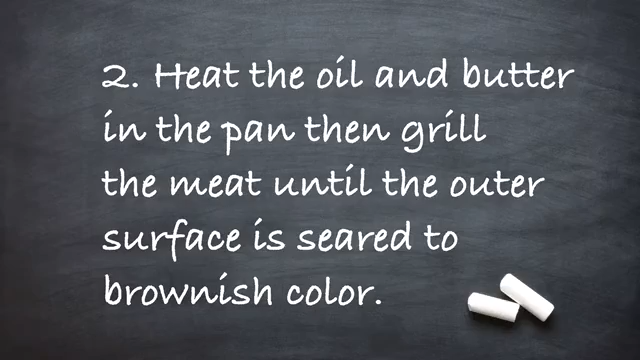 2. Heat the oil and butter
in the pan then grill
the meat until the outer
surface is seared to
brownish color.